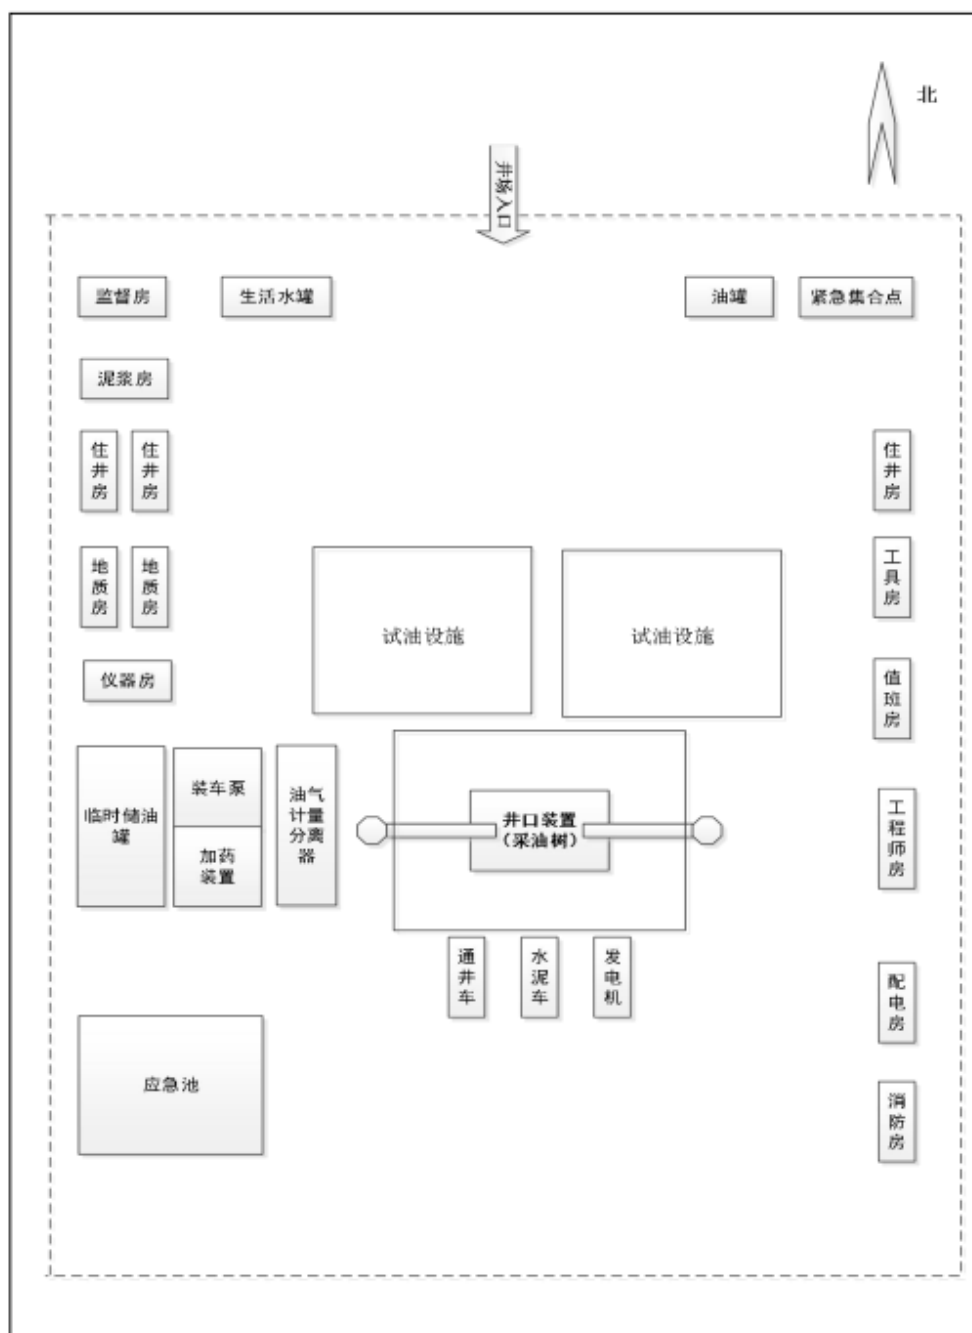 北
井场入口
监督房
生活水罐
油罐
紧急集合点
泥浆房
住井房
住井房
住井房
地质房
地质房
工具房
试油设施
试油设施
仪器房
值班房
临时储油
罐
装车泵
加药
装置
油气
计量
分离
器
井口装置
（采油树）
工程师房
通井车
水泥车
发电机
配电房
应急池
消防房